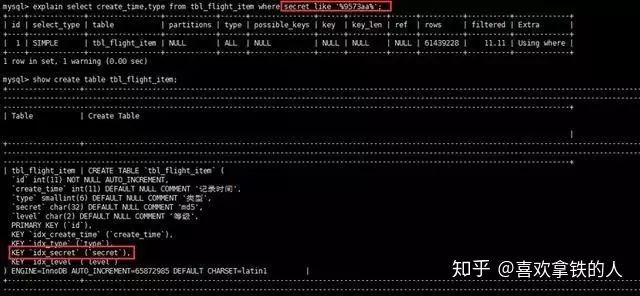 mysql> explain select create_time,type from tbl_flight_item where secret like '%9573aa%';
| id | select_type | table | partitions | type | possible_keys | key | key_len | ref | rows | filtered | Extra |
| 1 | SIMPLE | tbl_flight_item | NULL | ALL | NULL | NULL | NULL | NULL | 61439228 | 11.11 | Using where |
1 row in set, 1 warning (0.00 sec)
mysql> show create table tbl_flight_item;
| Table | Create Table |
| tbl_flight_item | CREATE TABLE `tbl_flight_item` (
`id` int(11) NOT NULL AUTO_INCREMENT,
`create_time` int(11) DEFAULT NULL COMMENT '记录时间',
`type` smallint(6) DEFAULT NULL COMMENT '类型',
`secret` char(32) DEFAULT NULL COMMENT 'md5',
`level` char(2) DEFAULT NULL COMMENT '等级',
PRIMARY KEY (`id`),
KEY `idx_create_time` (`create_time`),
KEY `idx_type` (`type`),
KEY `idx_secret` (`secret`),
KEY `idx_level` (`level`)
) ENGINE=InnoDB AUTO_INCREMENT=65872985 DEFAULT CHARSET=latin1 |
知乎 @喜欢拿铁的人